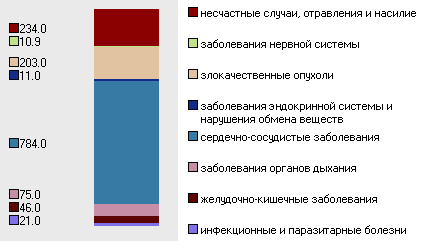 234.0
10.9
203.0
11.0
784.0
75.0
46.0
21.0
несчастные случаи, отравления и насилие
заболевания нервной системы
злокачественные опухоли
заболевания эндокринной системы и
нарушения обмена веществ
сердечно-сосудистые заболевания
заболевания органов дыхания
желудочно-кишечные заболевания
инфекционные и паразитарные болезни